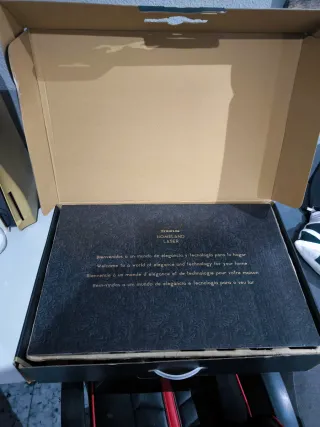 HOMELAND
LASER
Bienvenidos a un mundo de elegancia y tecnología para tu hogar
Welcome to a world of elegance and technology for your home
Bienvenue à un monde d'élégance et de technologie pour votre maison
Bem-vindos a um mundo de elegância e tecnologia para o seu lar